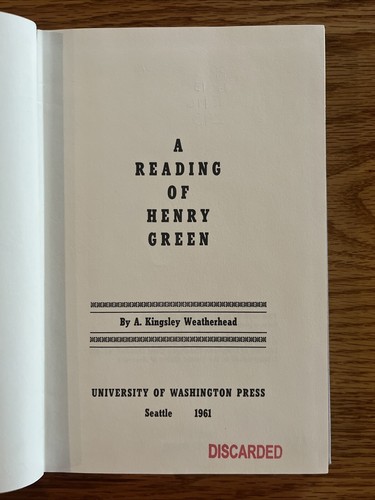 A
READING
OF
HENRY
GREEN
By A. Kingsley Weatherhead
UNIVERSITY OF WASHINGTON PRESS
Seattle 1961
DISCARDED